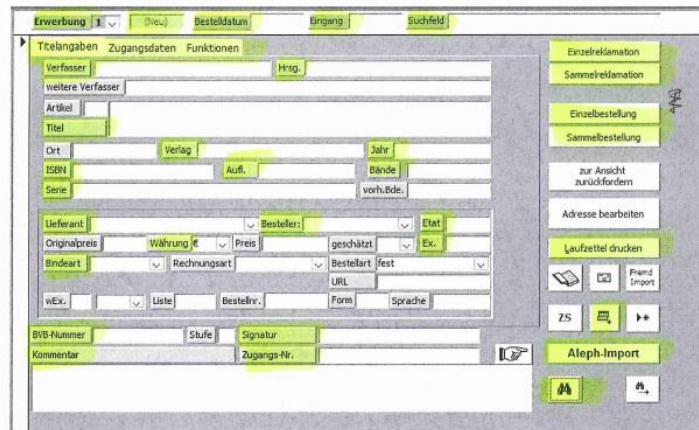 Erwerbung 1 (Neu) Bestelldatum Eingang Suchfeld
Titelangaben Zugangsdaten Funktionen
Verfasser Hrsg.
weitere Verfasser
Artikel
Titel
Ort Verlag Jahr
ISBN Aufl. Bände
Serie vorh.Bde.
Lieferant Besteller: Etat
Originalpreis Währung € Preis geschätzt Ex.
Bindeart Rechnungsart Bestellart fest
URL
wEx. Liste Bestellnr. Form Sprache
BVB-Nummer Stufe Signatur
Kommentar Zugangs-Nr.
Einzelreklamation
Sammelreklamation
Einzelbestellung
Sammelbestellung
zur Ansicht
zurückfordern
Adresse bearbeiten
Laufzettel drucken
Fremd
Import
ZS
Aleph-Import